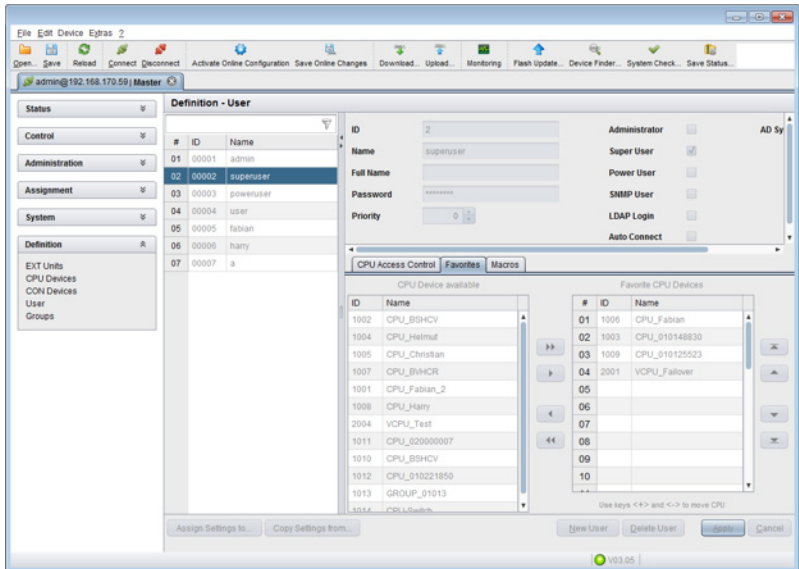 File Edit Device Extras ?
Open... Save Reload Connect Disconnect Activate Online Configuration Save Online Changes Download... Upload... Monitoring Flash Update... Device Finder... System Check... Save Status...
admin@192.168.170.59 | Master
Status
Control
Administration
Assignment
System
Definition
EXT Units
CPU Devices
CON Devices
User
Groups
Definition - User
# ID Name
01 00001 admin
02 00002 superuser
03 00003 poweruser
04 00004 user
05 00005 fabian
06 00006 harry
07 00007 a
ID 2 Administrator AD Sy
Name superuser Super User
Full Name Power User
Password ******** SNMP User
Priority 0 LDAP Login
Auto Connect
CPU Access Control Favorites Macros
CPU Device available
ID Name
1002 CPU_BSHCV
1004 CPU_Helmut
1005 CPU_Christian
1007 CPU_BVHCR
1001 CPU_Fabian_2
1008 CPU_Harry
2004 VCPU_Test
1011 CPU_020000007
1010 CPU_BSHCV
1012 CPU_010221850
1013 GROUP_01013
1014 CPU-Switch
Favorite CPU Devices
# ID Name
01 1006 CPU_Fabian
02 1003 CPU_010148830
03 1009 CPU_010125523
04 2001 VCPU_Failover
05
06
07
08
09
10
11
Use keys <+> and <-> to move CPU
Assign Settings to... Copy Settings from... New User Delete User Apply Cancel
V03.05